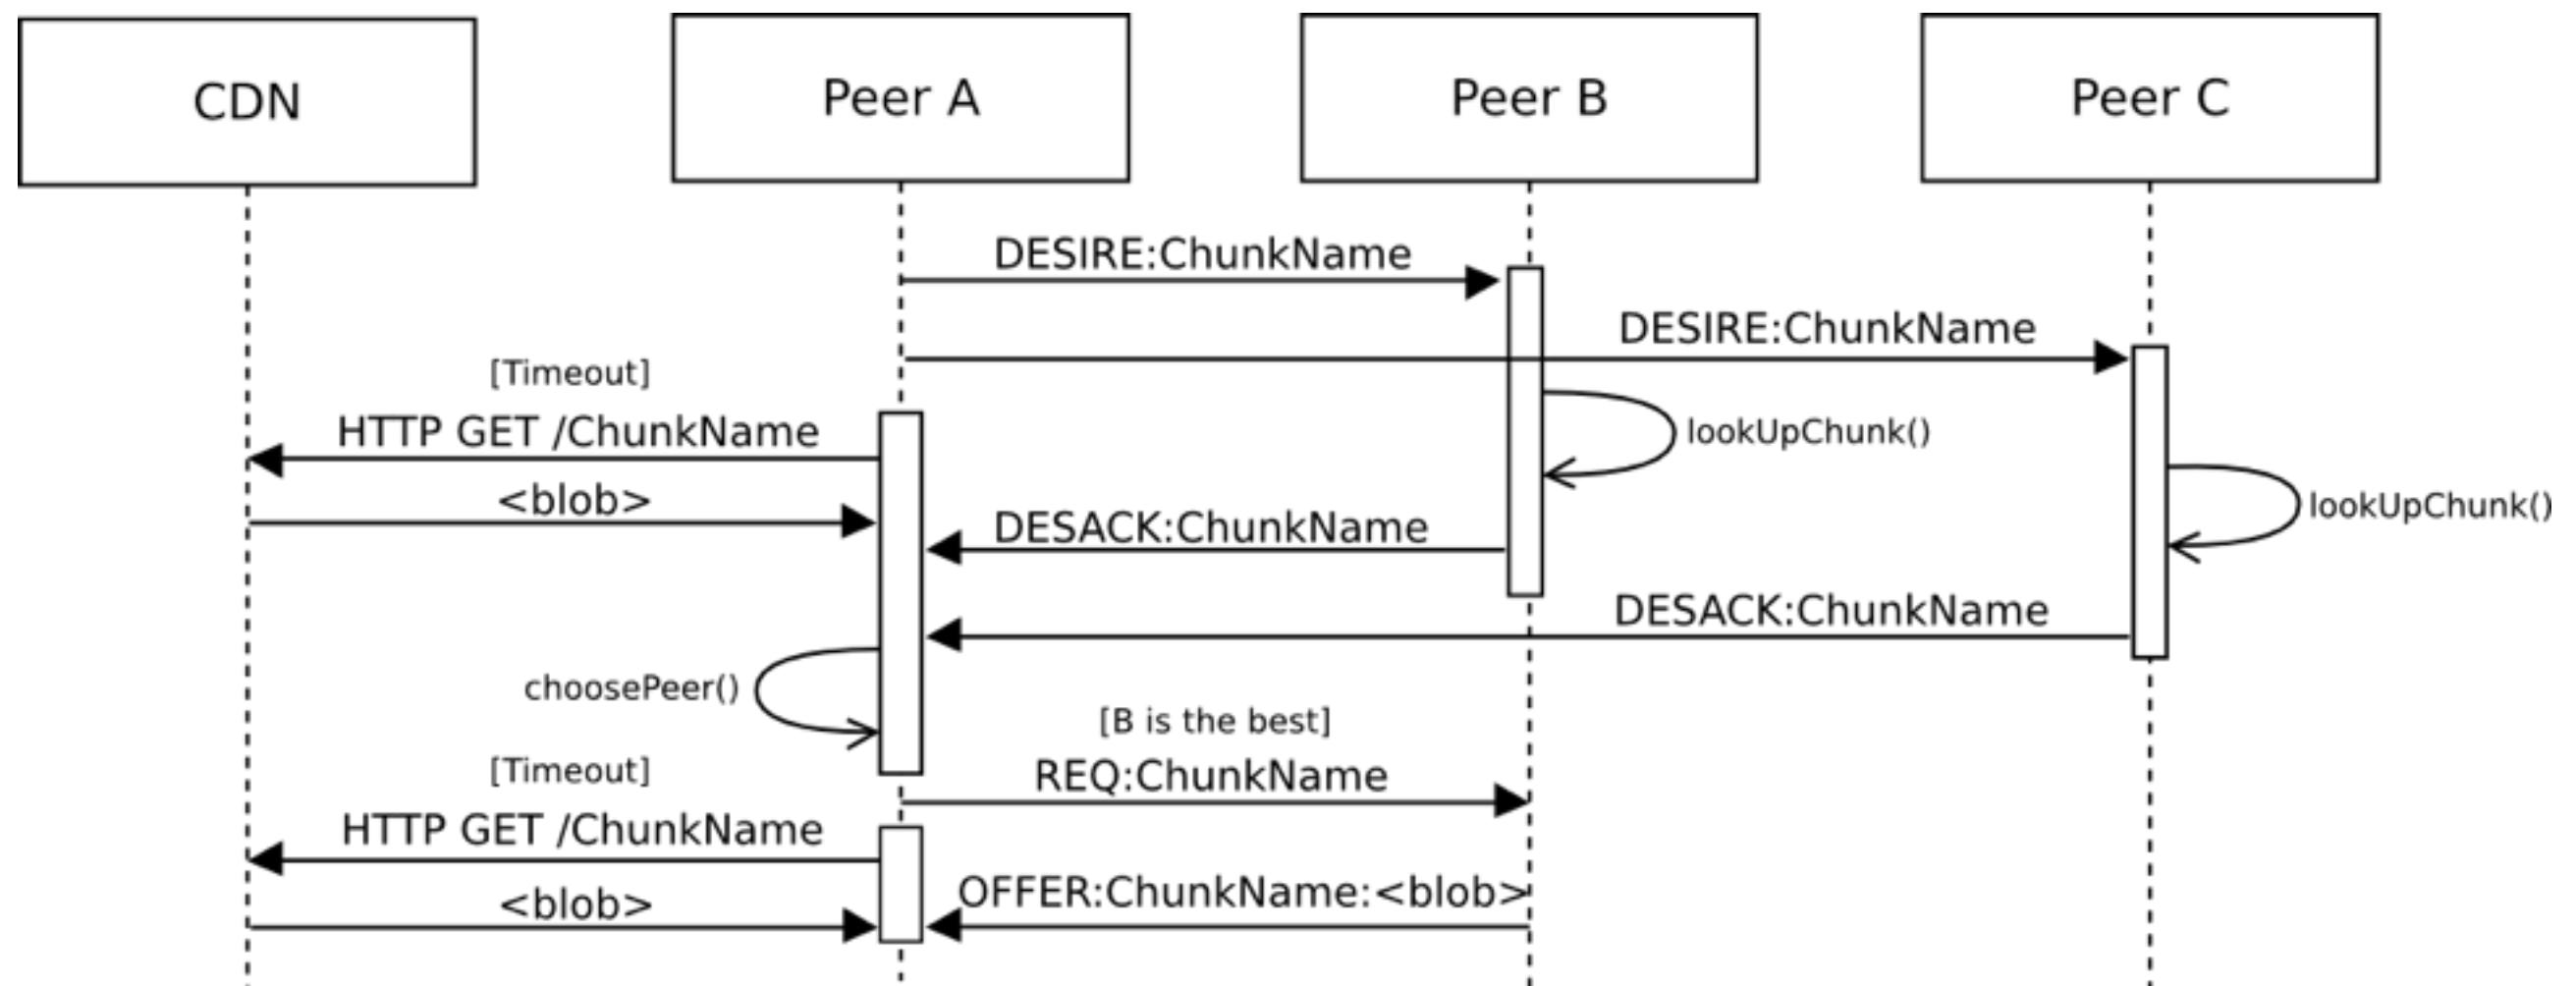 CDN
Peer A
Peer B
Peer C
DESIRE:ChunkName
DESIRE:ChunkName
[Timeout]
HTTP GET /ChunkName
lookUpChunk()
<blob>
lookUpChunk()
DESACK:ChunkName
DESACK:ChunkName
choosePeer()
[B is the best]
[Timeout]
REQ:ChunkName
HTTP GET /ChunkName
OFFER:ChunkName:<blob>
<blob>